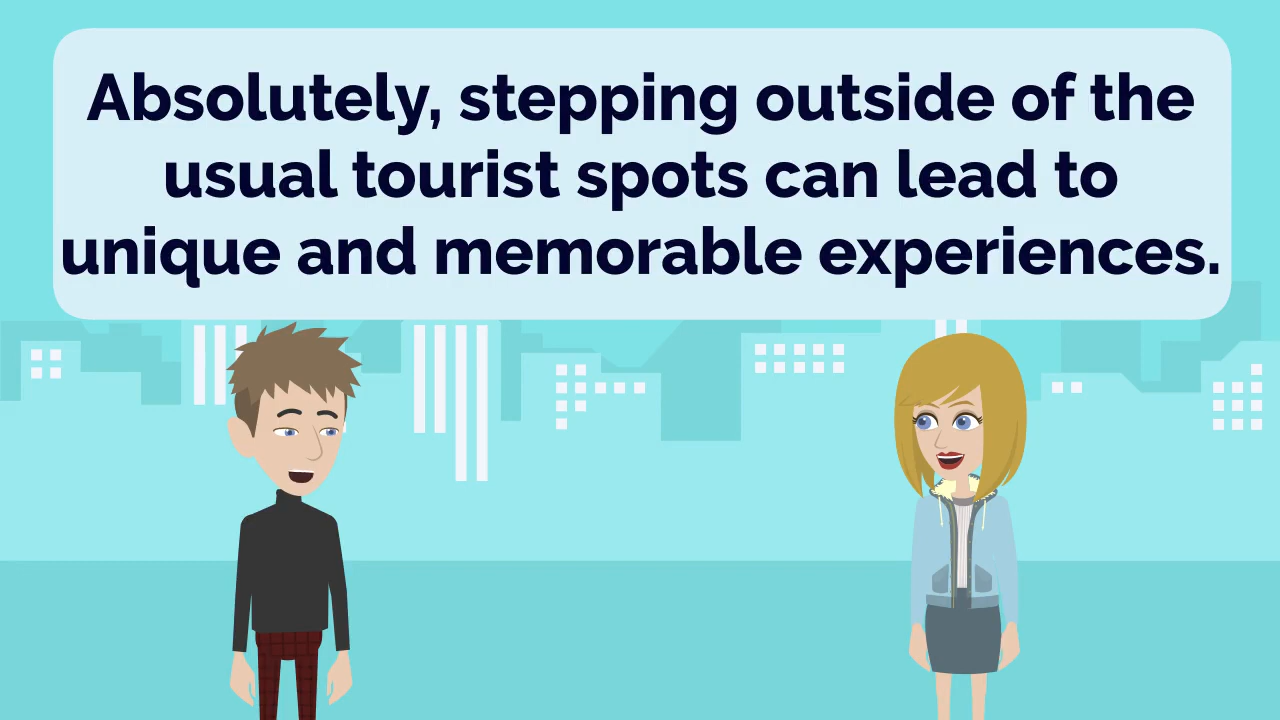 Absolutely, stepping outside of the
usual tourist spots can lead to
unique and memorable experiences.